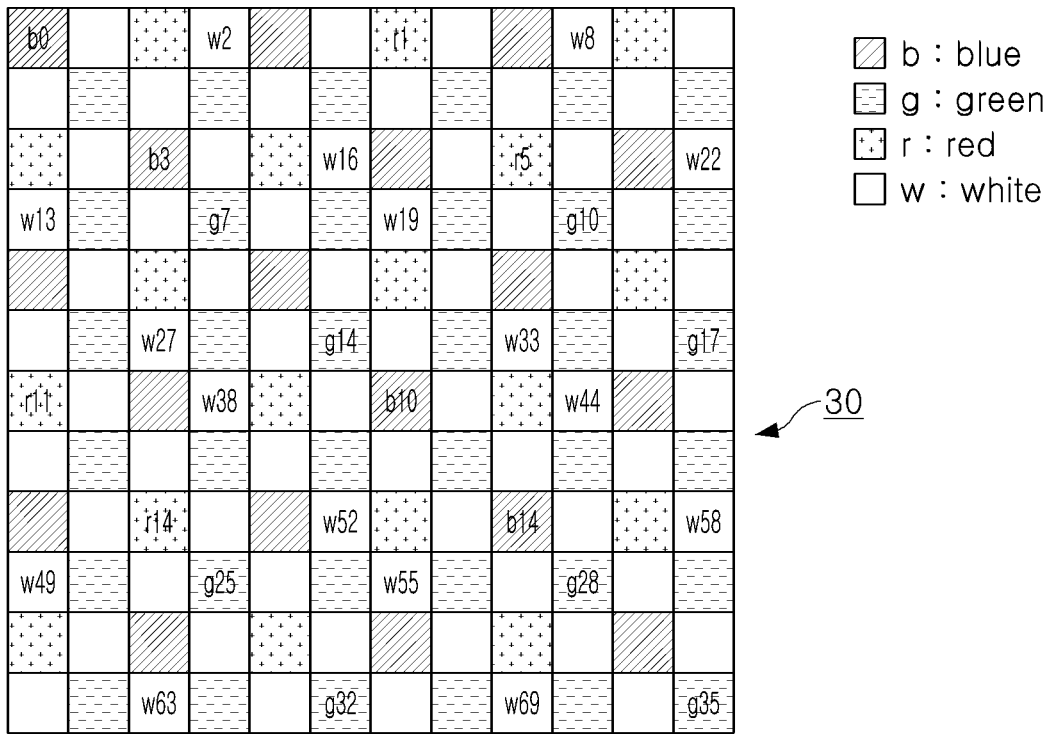 b0 w2 r1 w8
b3 w16 r5 w22
w13 g7 w19 g10
w27 g14 w33 g17
r11 w38 b10 w44
r14 w52 b14 w58
w49 g25 w55 g28
w63 g32 w69 g35
b : blue
g : green
r : red
w : white
30